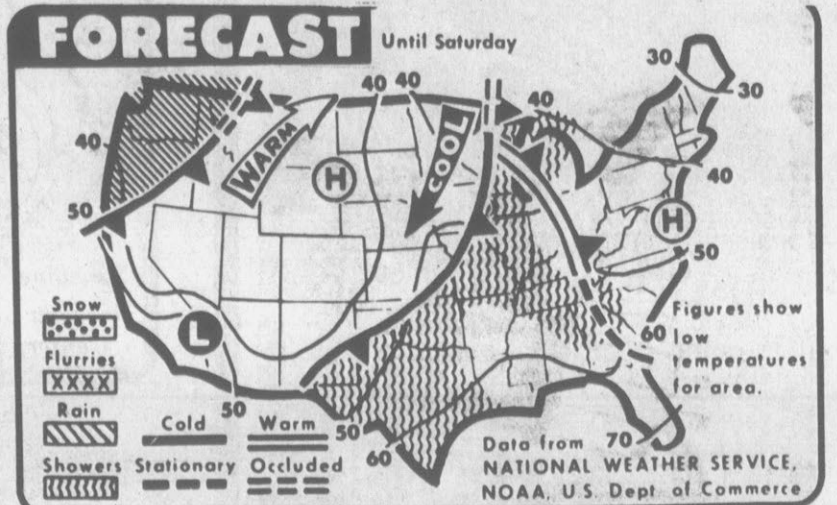 FORECAST Until Saturday
30
30
40 40
40
40
40
50
50
60
70
60
50
50
WARM
COOL
H
H
L
Snow
Flurries
Rain
Showers
Cold Warm
Stationary Occluded
Figures show
low
temperatures
for area.
Data from
NATIONAL WEATHER SERVICE,
NOAA, U.S. Dept. of Commerce